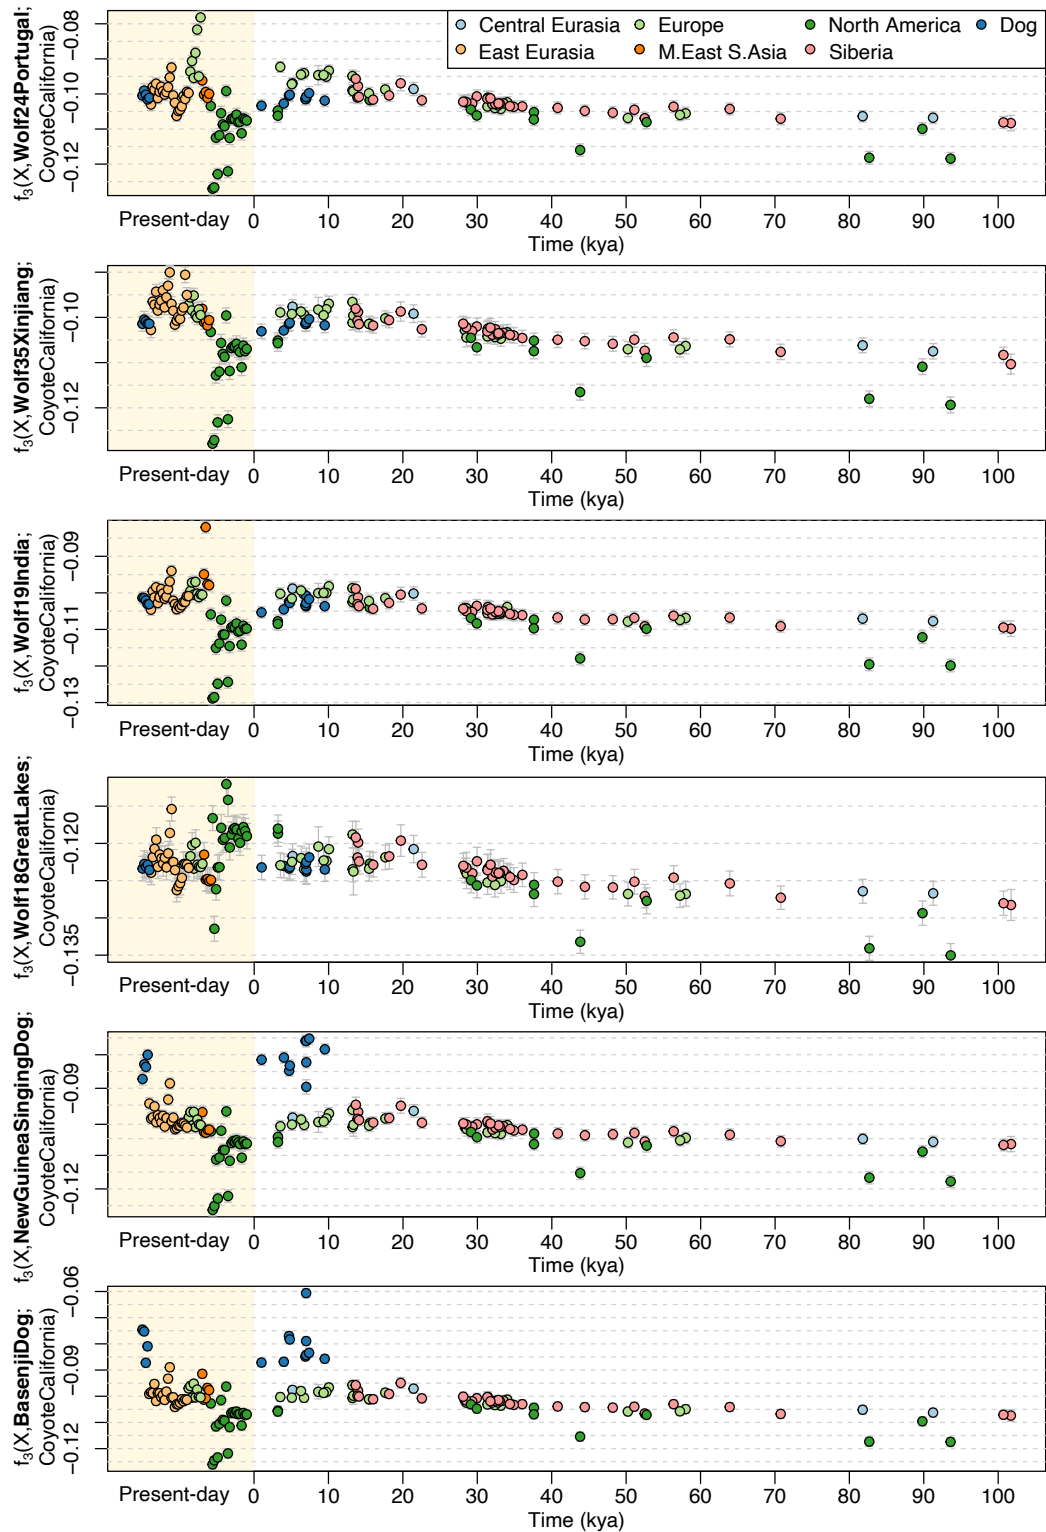 Central Eurasia Europe North America Dog
East Eurasia M.East S.Asia Siberia
f3(X,Wolf24Portugal;
CoyoteCalifornia)
−0.08
−0.10
−0.12
Present-day 0 10 20 30 40 50 60 70 80 90 100
Time (kya)
f3(X,Wolf35Xinjiang;
CoyoteCalifornia)
−0.10
−0.12
Present-day 0 10 20 30 40 50 60 70 80 90 100
Time (kya)
f3(X,Wolf19India;
CoyoteCalifornia)
−0.09
−0.11
−0.13
Present-day 0 10 20 30 40 50 60 70 80 90 100
Time (kya)
f3(X,Wolf18GreatLakes;
CoyoteCalifornia)
−0.120
−0.135
Present-day 0 10 20 30 40 50 60 70 80 90 100
Time (kya)
f3(X,NewGuineaSingingDog;
CoyoteCalifornia)
−0.09
−0.12
Present-day 0 10 20 30 40 50 60 70 80 90 100
Time (kya)
f3(X,BasenjiDog;
CoyoteCalifornia)
−0.06
−0.09
−0.12
Present-day 0 10 20 30 40 50 60 70 80 90 100
Time (kya)